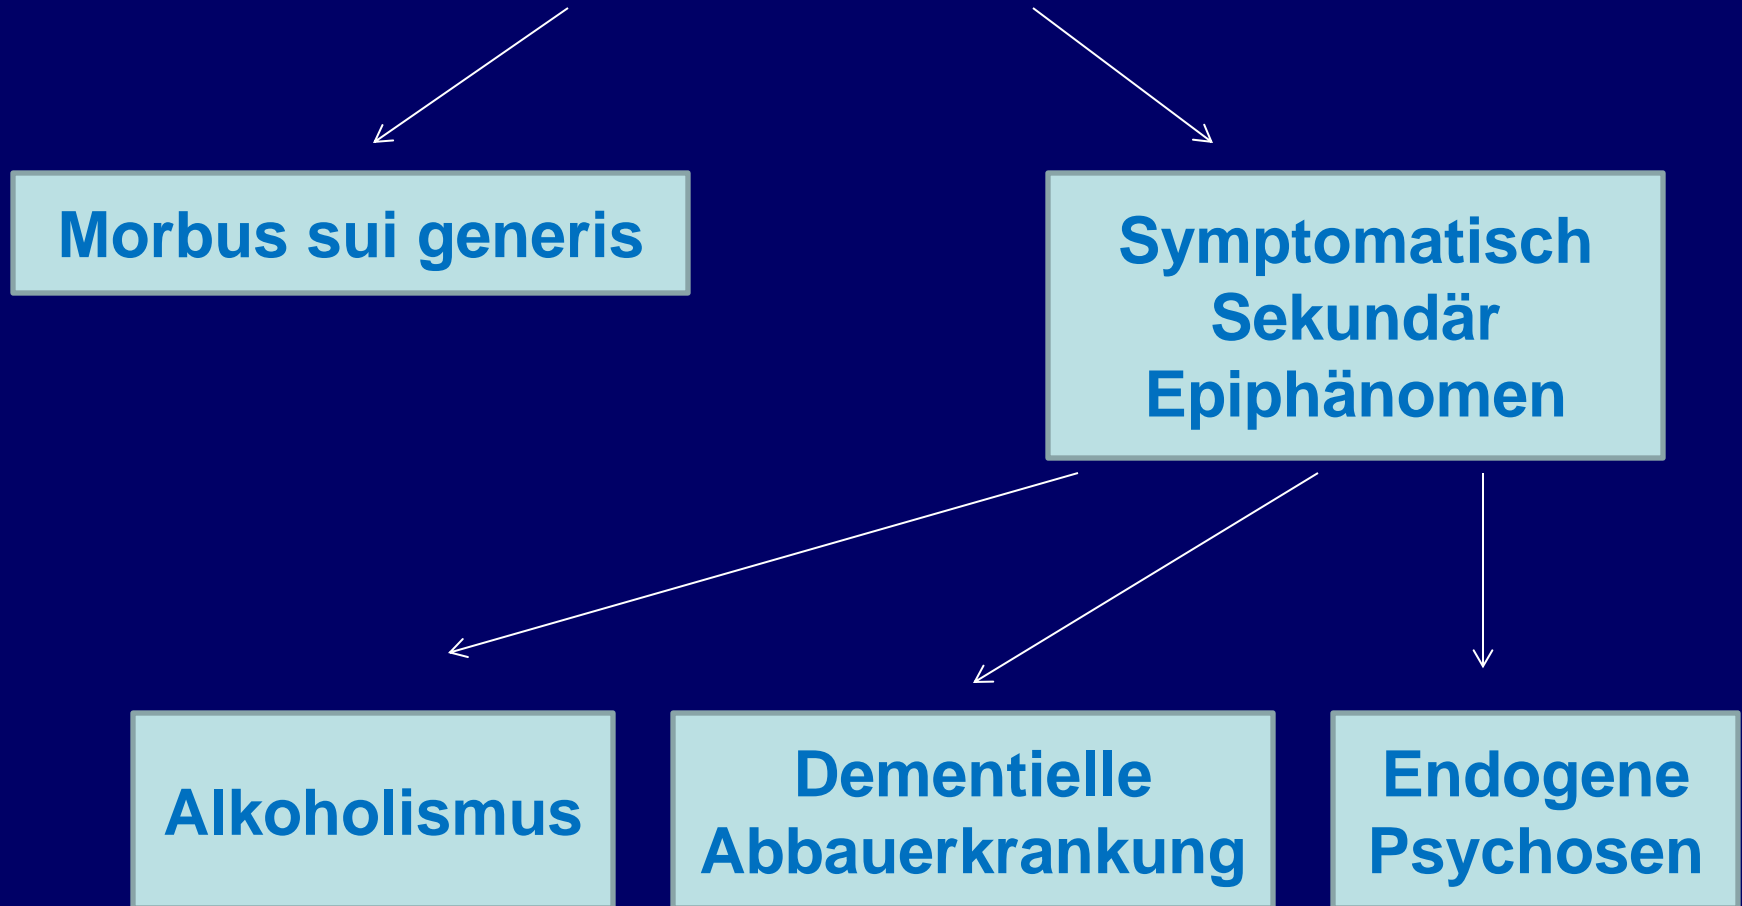 Morbus sui generis
Symptomatisch
Sekundär
Epiphänomen
Alkoholismus
Dementielle
Abbauerkrankung
Endogene
Psychosen